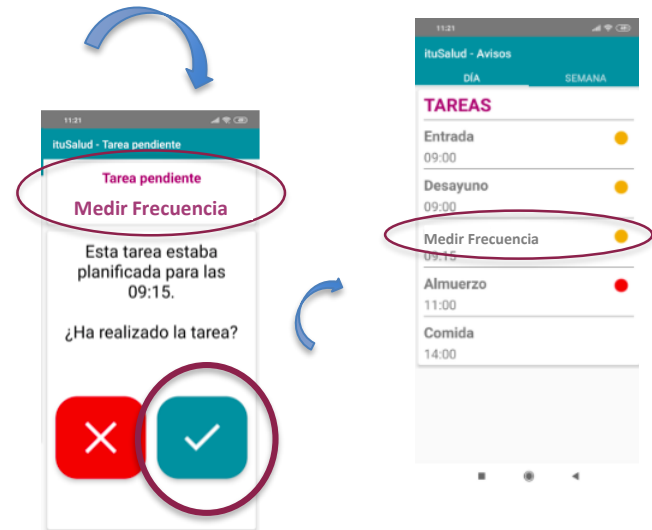 11:21
ituSalud - Tarea pendiente
Tarea pendiente
Medir Frecuencia
Esta tarea estaba
planificada para las
09:15.
¿Ha realizado la tarea?
11:21
ituSalud - Avisos
DÍA SEMANA
TAREAS
Entrada
09:00
Desayuno
09:00
Medir Frecuencia
09:15
Almuerzo
11:00
Comida
14:00